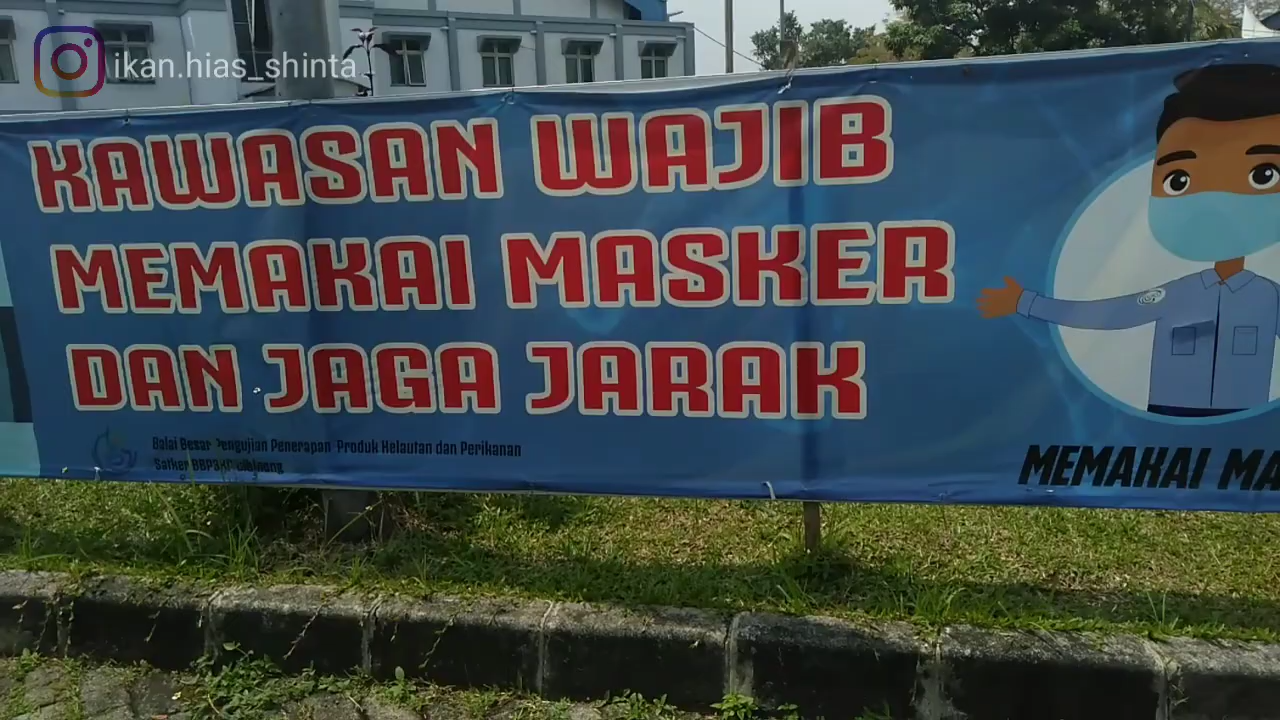 ikan.hias_shinta
KAWASAN WAJIB
MEMAKAI MASKER
DAN JAGA JARAK
Balai Besar Pengujian Penerapan Produk Kelautan dan Perikanan
Satker
MEMAKAI MA